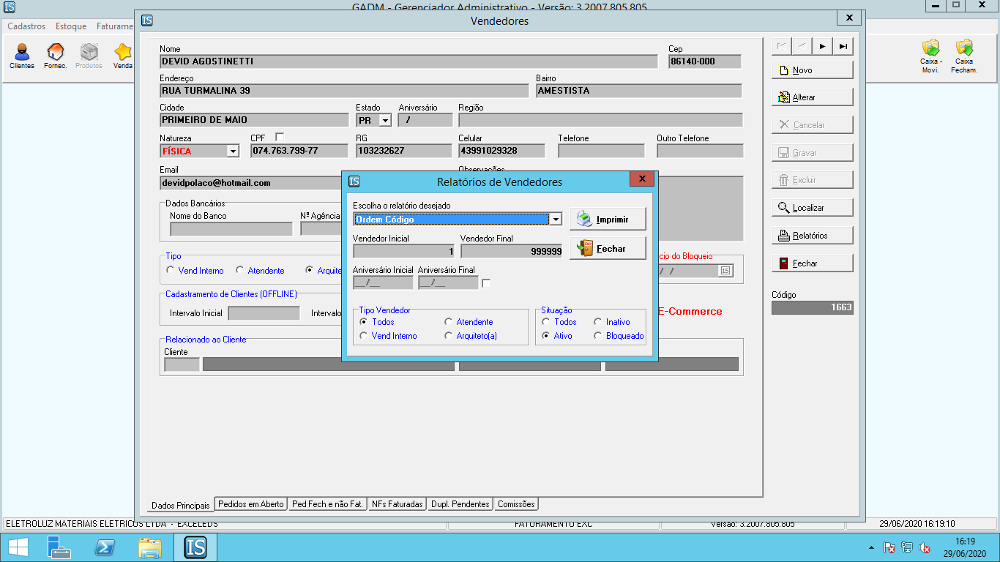 GADM - Gerenciador Administrativo - Versão: 3.2007.805.805
Cadastros Estoque Faturame
Clientes Fornec. Produtos Venda
Caixa - Movi.
Caixa Fecham.
IS Vendedores X
Nome Cep
DEVID AGOSTINETTI 86140-000
Endereço Bairro
RUA TURMALINA 39 AMESTISTA
Cidade Estado Aniversário Região
PRIMEIRO DE MAIO PR /
Natureza CPF RG Celular Telefone Outro Telefone
FÍSICA 074.763.799-77 103232627 43991029328
Email Observações
devidpolaco@hotmail.com
Dados Bancários
Nome do Banco Nº Agência
Tipo
Vend Interno Atendente Arquite
cio do Bloqueio
/ / 15
Cadastramento de Clientes (OFFLINE)
Intervalo Inicial Intervalo
E-Commerce
Relacionado ao Cliente
Cliente
Novo
Alterar
Cancelar
Gravar
Excluir
Localizar
Relatórios
Fechar
Código
1663
IS Relatórios de Vendedores X
Escolha o relatório desejado
Ordem Código
Imprimir
Vendedor Inicial Vendedor Final
1 999999
Fechar
Aniversário Inicial Aniversário Final
__/__ __/__
Tipo Vendedor
Todos Atendente
Vend Interno Arquiteto(a)
Situação
Todos Inativo
Ativo Bloqueado
Dados Principais Pedidos em Aberto Ped Fech e não Fat. NFs Faturadas Dupl. Pendentes Comissões
ELETROLUZ MATERIAIS ELETRICOS LTDA - EXCELEDS FATURAMENTO EXC Versão: 3.2007.805.805 29/06/2020 16:19:10
IS
16:19
29/06/2020